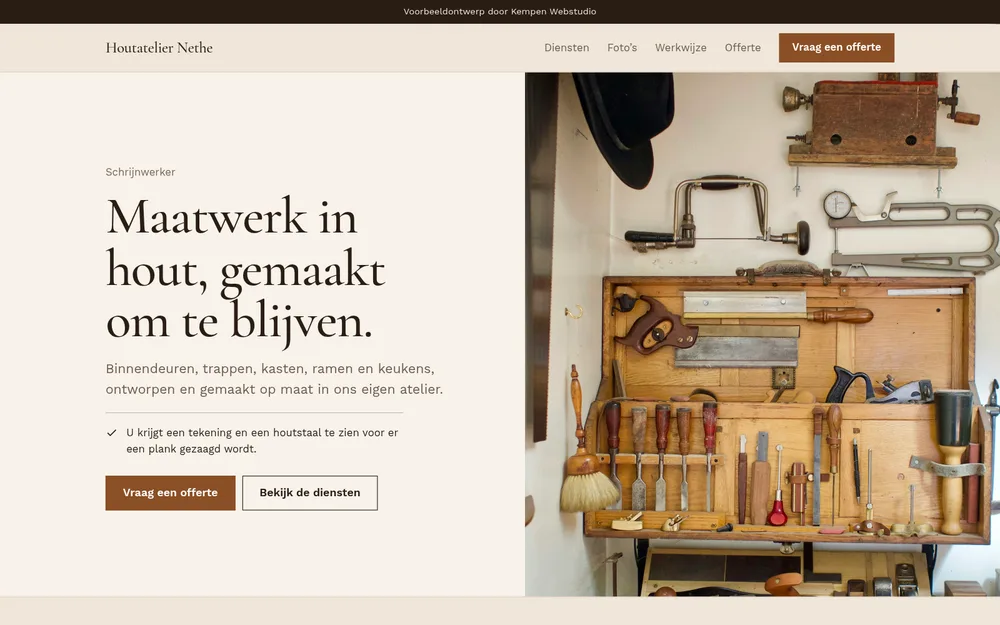 Voorbeeldontwerp door Kempen Webstudio
Houtatelier Nethe
Diensten
Foto's
Werkwijze
Offerte
Vraag een offerte
Schrijnwerker
Maatwerk in
hout, gemaakt
om te blijven.
Binnendeuren, trappen, kasten, ramen en keukens,
ontworpen en gemaakt op maat in ons eigen atelier.
U krijgt een tekening en een houtstaal te zien voor er
een plank gezaagd wordt.
Vraag een offerte
Bekijk de diensten